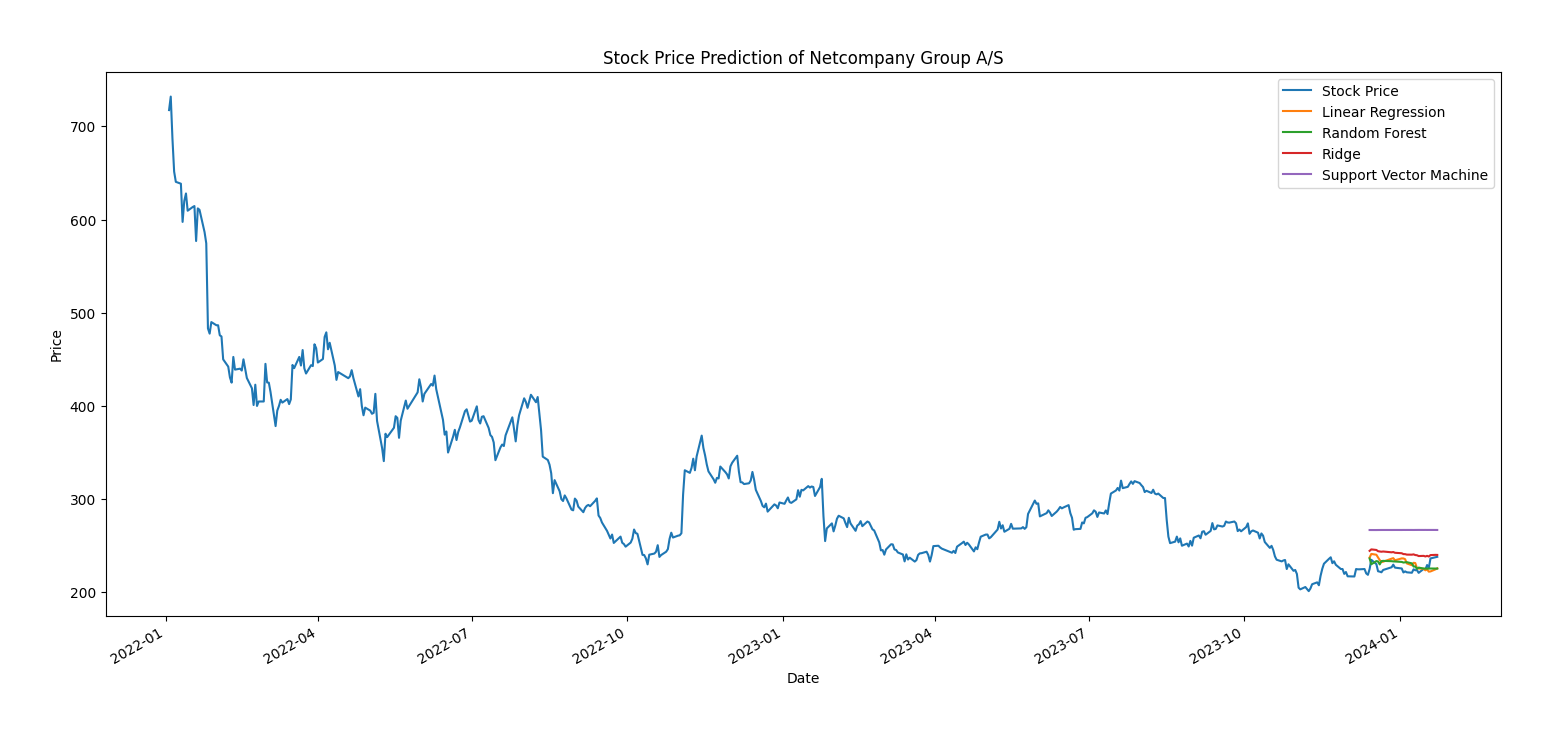 Stock Price Prediction of Netcompany Group A/S
Stock Price
Linear Regression
Random Forest
Ridge
Support Vector Machine
700
600
500
400
300
200
Price
2022-01
2022-04
2022-07
2022-10
2023-01
2023-04
2023-07
2023-10
2024-01
Date